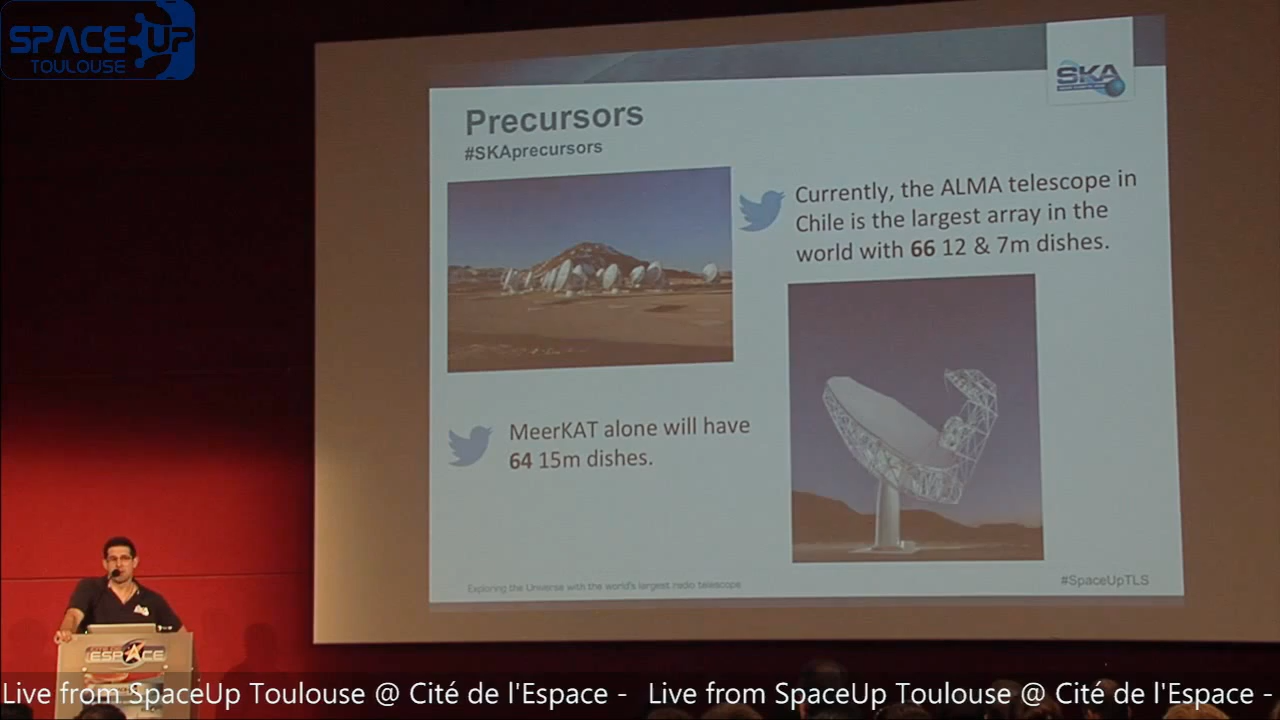 SPACE UP
TOULOUSE
SKA
Precursors
#SKAprecursors
Currently, the ALMA telescope in
Chile is the largest array in the
world with 66 12 & 7m dishes.
MeerKAT alone will have
64 15m dishes.
Exploring the Universe with the world's largest radio telescope
#SpaceUpTLS
ESPACE
Live from SpaceUp Toulouse @ Cité de l'Espace - Live from SpaceUp Toulouse @ Cité de l'Espace -